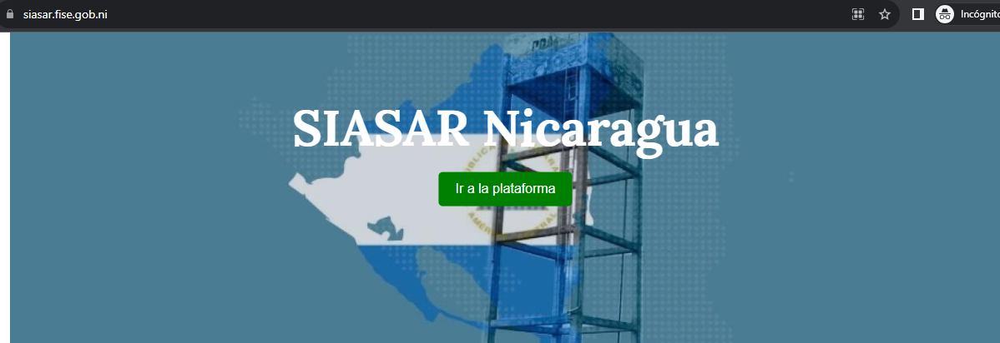 siasar.fise.gob.ni
Incógnito
SIASAR Nicaragua
Ir a la plataforma